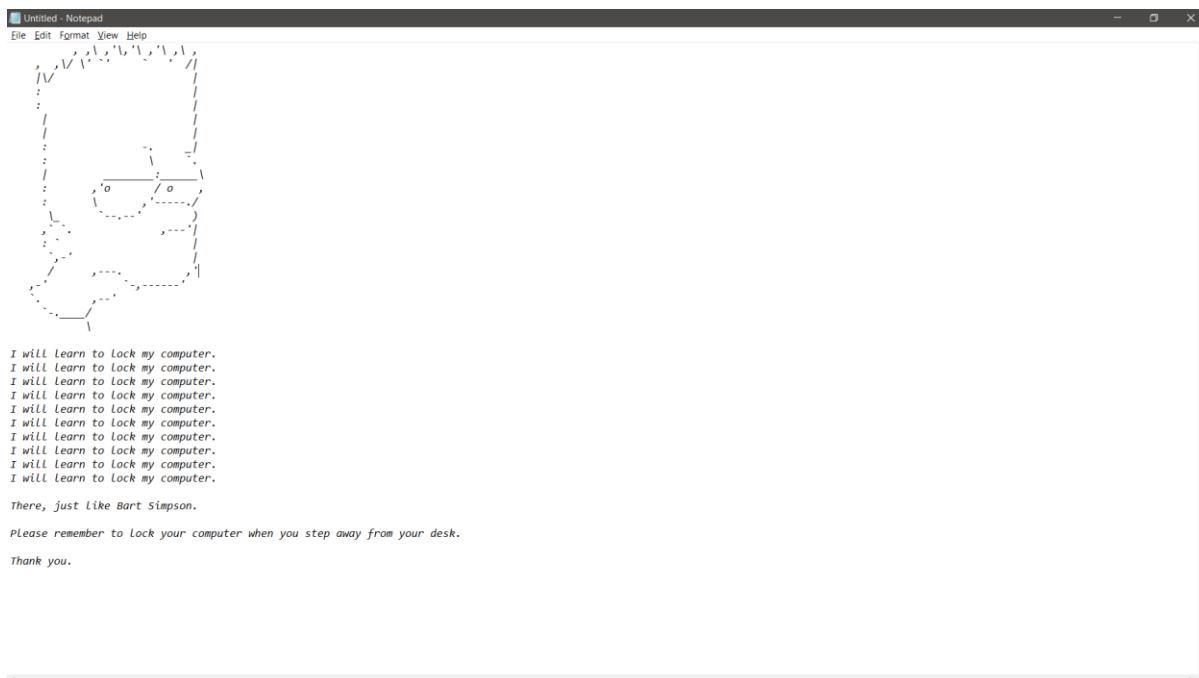 Untitled - Notepad
File Edit Format View Help
I will learn to lock my computer.
I will learn to lock my computer.
I will learn to lock my computer.
I will learn to lock my computer.
I will learn to lock my computer.
I will learn to lock my computer.
I will learn to lock my computer.
I will learn to lock my computer.
I will learn to lock my computer.
I will learn to lock my computer.
There, just like Bart Simpson.
Please remember to lock your computer when you step away from your desk.
Thank you.